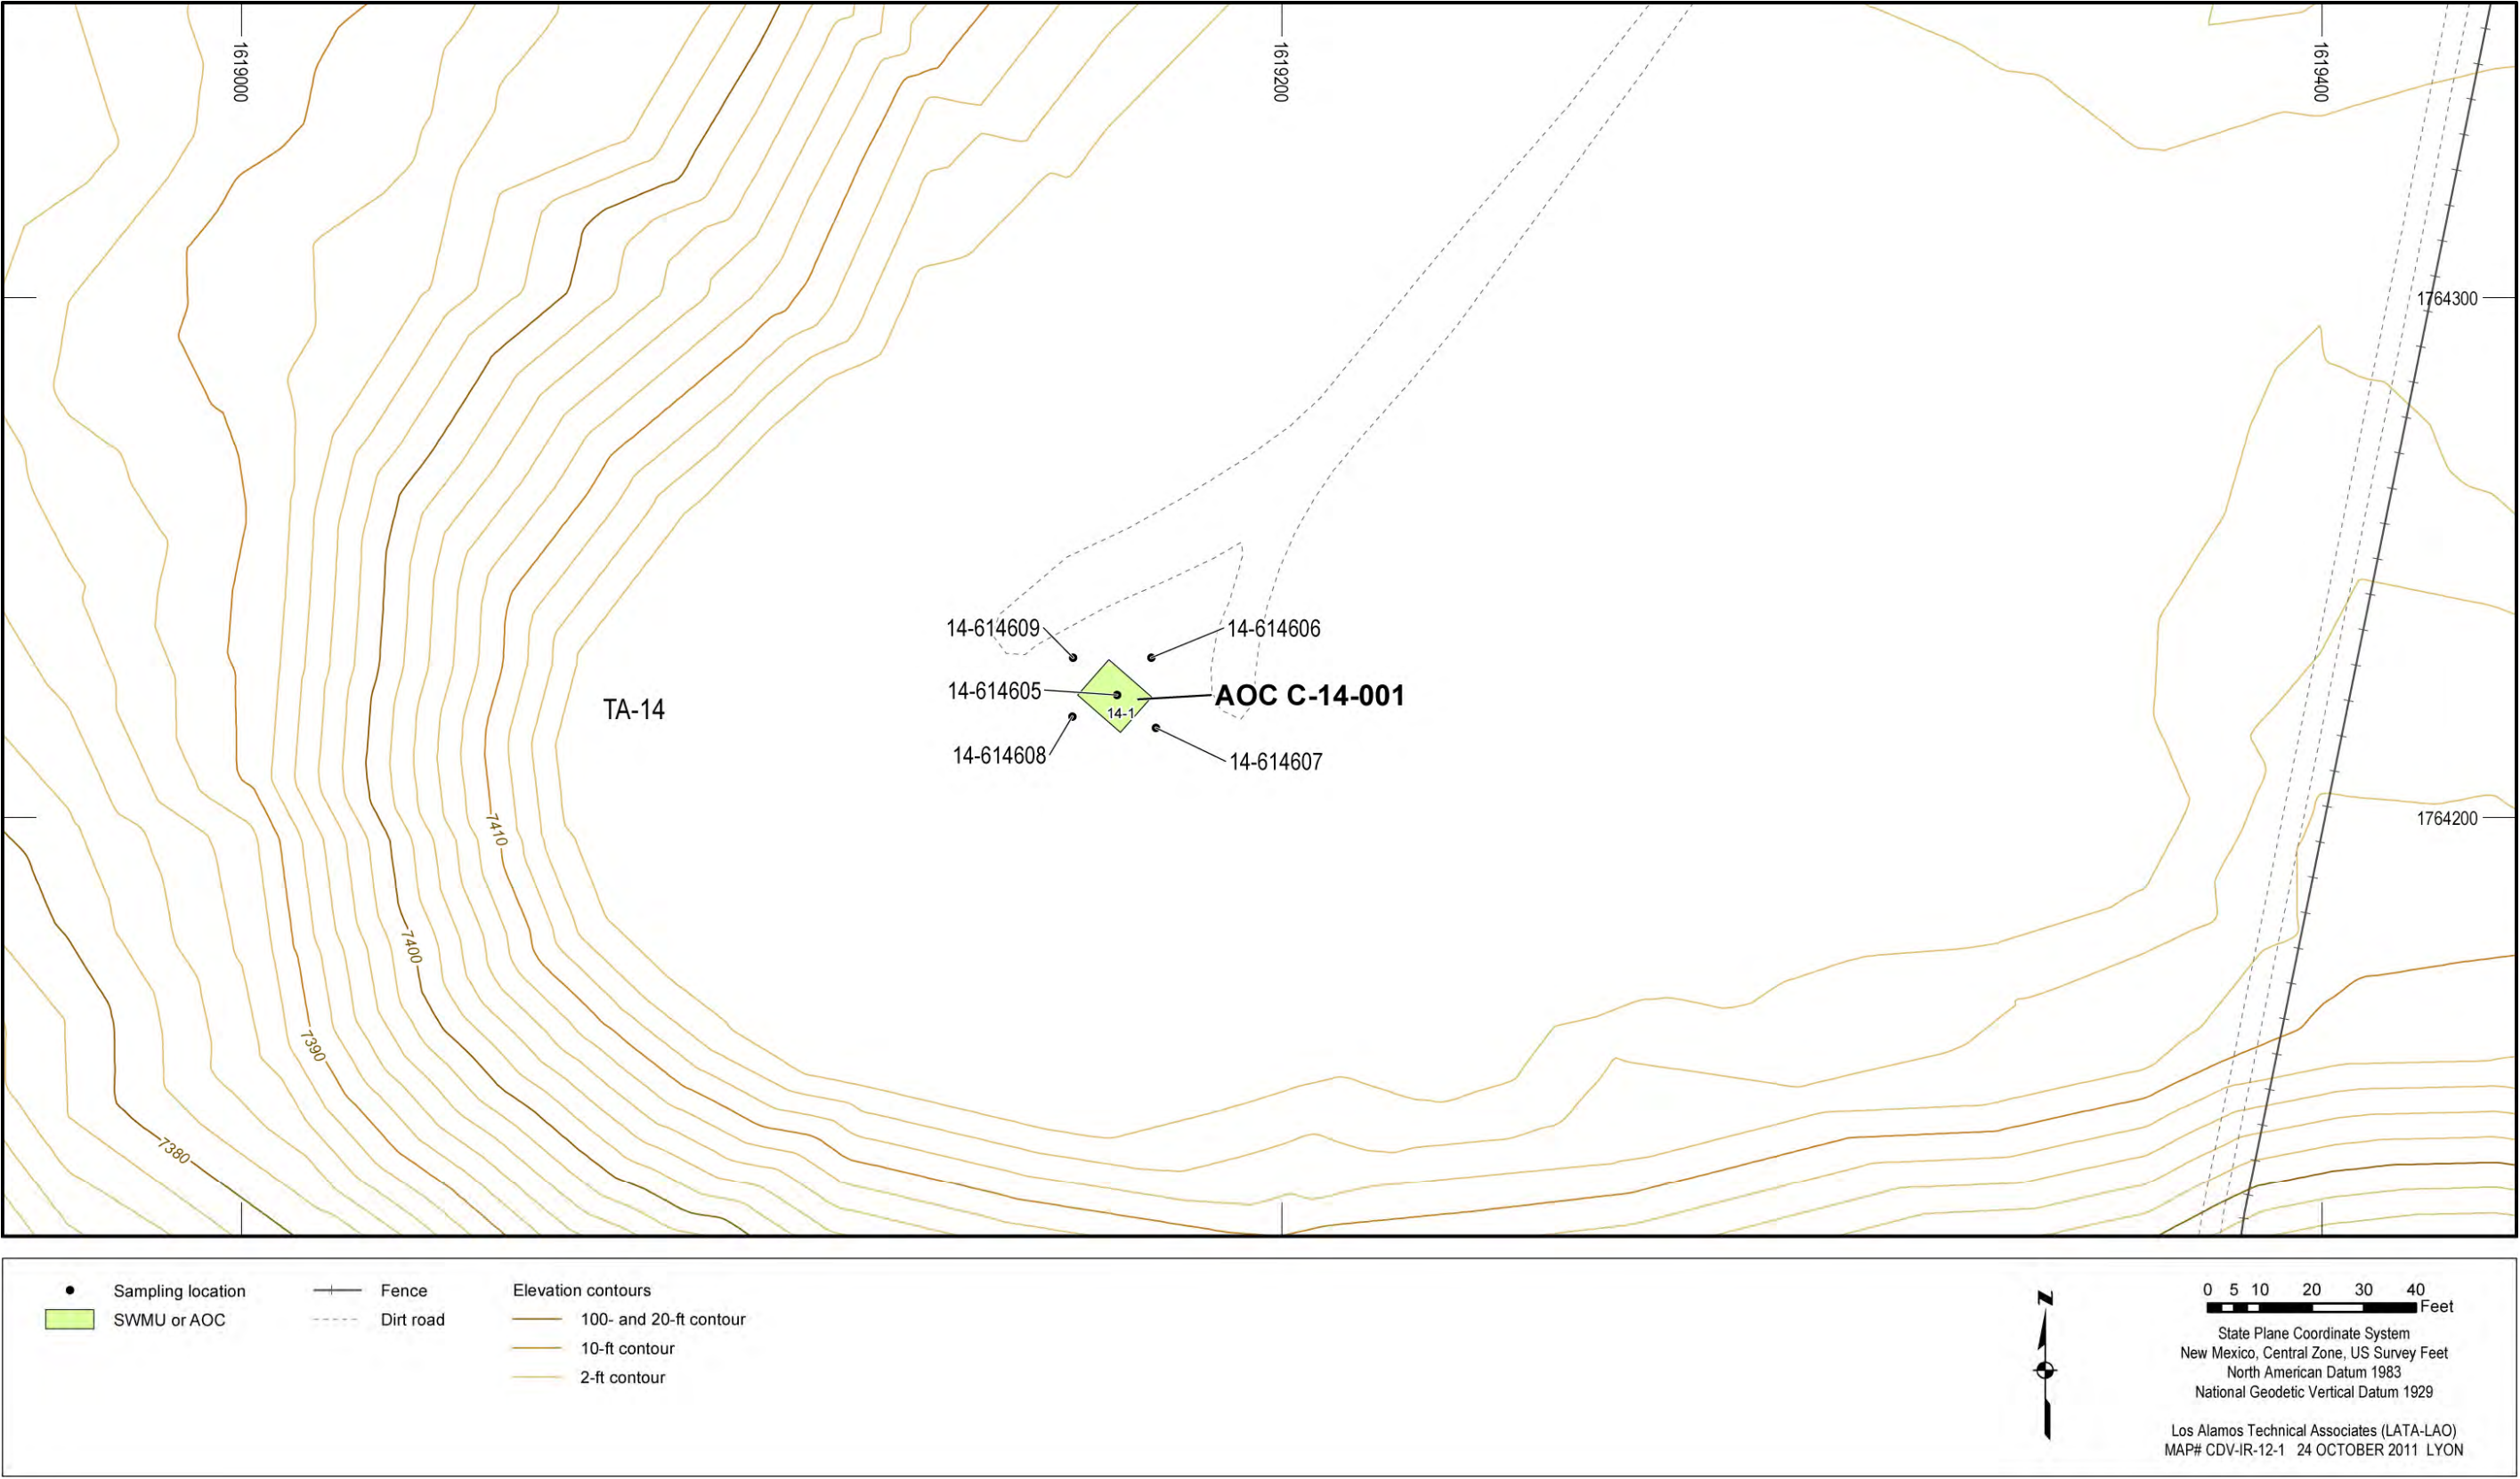 1619000
1619200
1619400
1764300
14-614609
14-614606
14-614605
AOC C-14-001
14-1
TA-14
14-614608
14-614607
1764200
7410
7400
7390
7380
Sampling location
SWMU or AOC
Fence
Dirt road
Elevation contours
100- and 20-ft contour
10-ft contour
2-ft contour
N
0 5 10 20 30 40
Feet
State Plane Coordinate System
New Mexico, Central Zone, US Survey Feet
North American Datum 1983
National Geodetic Vertical Datum 1929
Los Alamos Technical Associates (LATA-LAO)
MAP# CDV-IR-12-1 24 OCTOBER 2011 LYON